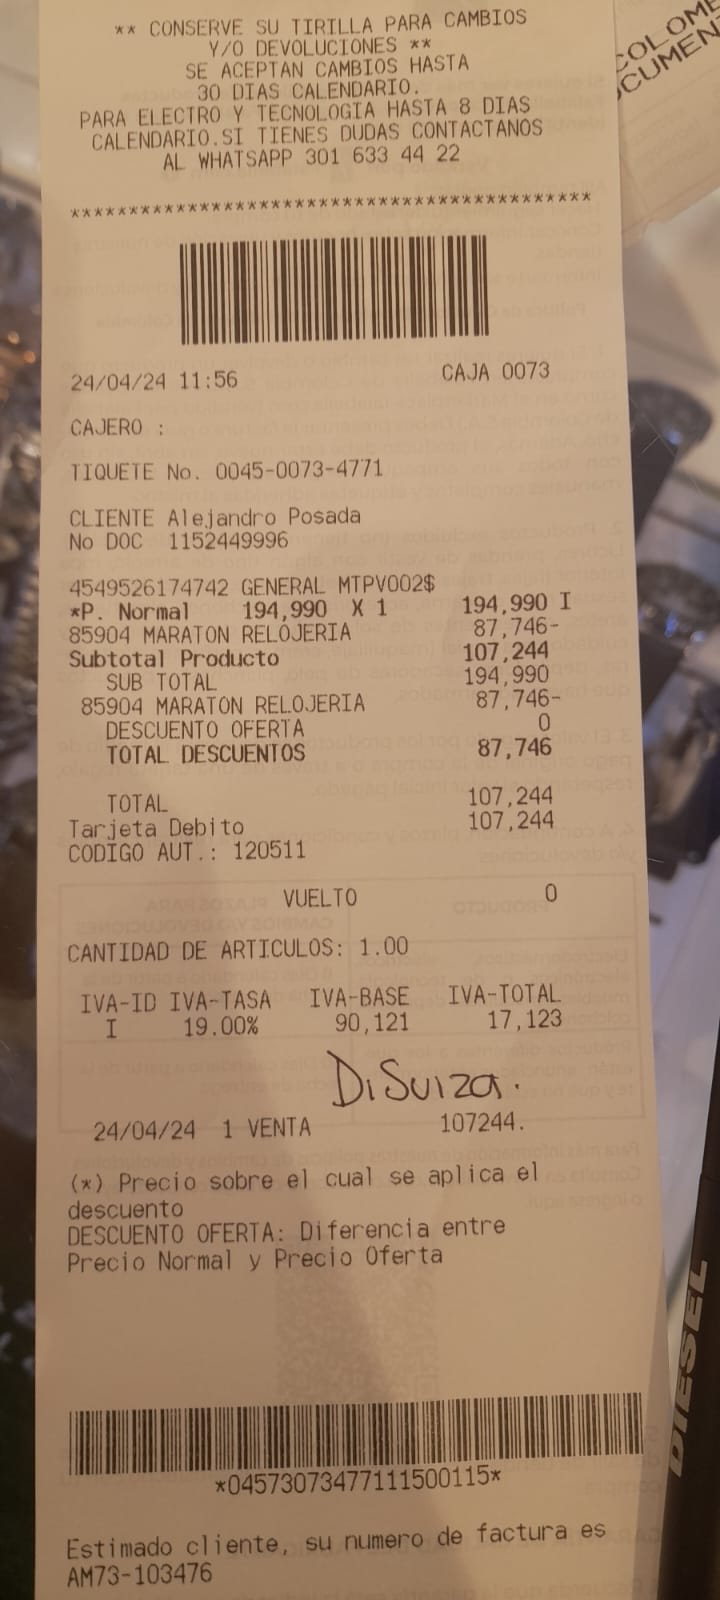 ** CONSERVE SU TIRILLA PARA CAMBIOS
Y/O DEVOLUCIONES **
SE ACEPTAN CAMBIOS HASTA
30 DIAS CALENDARIO.
PARA ELECTRO Y TECNOLOGIA HASTA 8 DIAS
CALENDARIO.SI TIENES DUDAS CONTACTANOS
AL WHATSAPP 301 633 44 22
*********************************************
24/04/24 11:56 CAJA 0073
CAJERO :
TIQUETE No. 0045-0073-4771
CLIENTE Alejandro Posada
No DOC 1152449996
4549526174742 GENERAL MTPV002$
*P. Normal 194,990 X 1 194,990 I
85904 MARATON RELOJERIA 87,746-
Subtotal Producto 107,244
SUB TOTAL 194,990
85904 MARATON RELOJERIA 87,746-
DESCUENTO OFERTA 0
TOTAL DESCUENTOS 87,746
TOTAL 107,244
Tarjeta Debito 107,244
CODIGO AUT.: 120511
VUELTO 0
CANTIDAD DE ARTICULOS: 1.00
IVA-ID IVA-TASA IVA-BASE IVA-TOTAL
I 19.00% 90,121 17,123
DiSuiza.
24/04/24 1 VENTA 107244.
(*) Precio sobre el cual se aplica el
descuento
DESCUENTO OFERTA: Diferencia entre
Precio Normal y Precio Oferta
*04573073477111500115*
Estimado cliente, su numero de factura es
AM73-103476
DIESEL